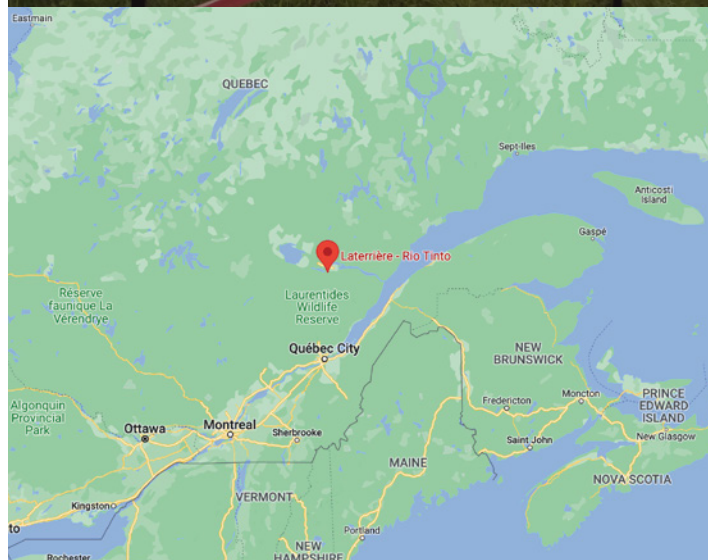 Eastmain
QUEBEC
Sept-Iles
Anticosti
Island
Gaspé
Laterrière - Rio Tinto
Réserve
faunique La
Vérendrye
Laurentides
Wildlife
Reserve
Québec City
NEW
BRUNSWICK
Algonquin
Provincial
Park
Ottawa
Montreal
Sherbrooke
Fredericton
Moncton
PRINCE
EDWARD
ISLAND
New Glasgow
Saint John
MAINE
NOVA SCOTIA
Kingston
VERMONT
to
Portland
Rochester
NEW
HAMPSHIRE